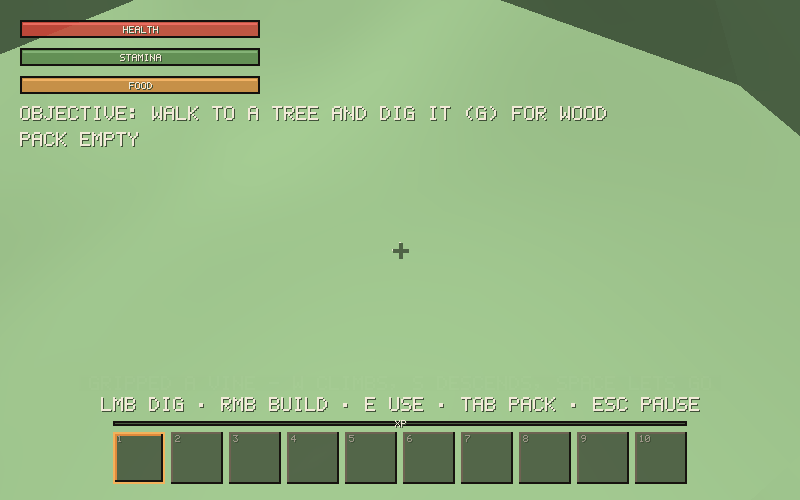 HEALTH
STAMINA
FOOD
OBJECTIVE: WALK TO A TREE AND DIG IT (G) FOR WOOD
PACK EMPTY
LMB DIG · RMB BUILD · E USE · TAB PACK · ESC PAUSE
XP
1 2 3 4 5 6 7 8 9 10